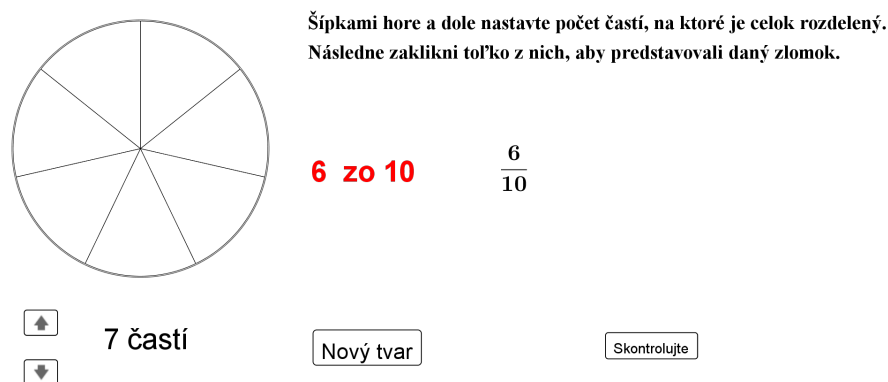 Šípkami hore a dole nastavte počet častí, na ktoré je celok rozdelený.
Následne zaklikni toľko z nich, aby predstavovali daný zlomok.
6 zo 10
6
10
7 častí
Nový tvar
Skontrolujte